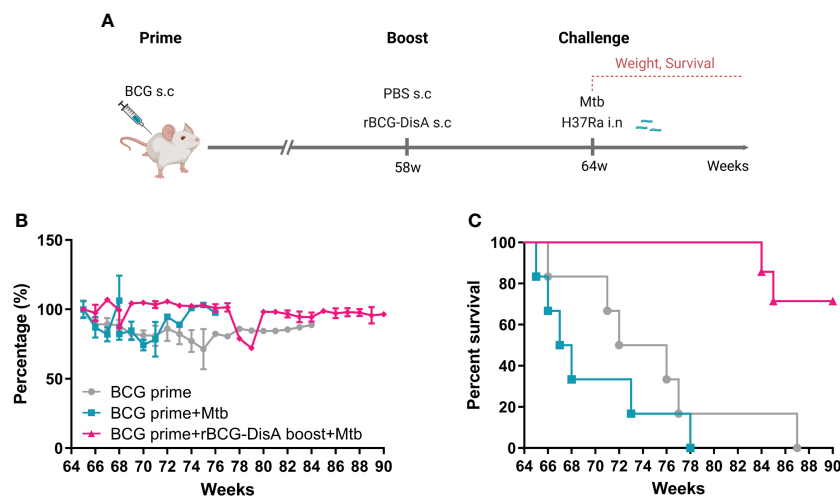 A
Prime
Boost
Challenge
Weight, Survival
BCG s.c
PBS s.c
rBCG-DisA s.c
Mtb
H37Ra i.n
58w
64w
Weeks
B
150
100
50
0
Percentage (%)
BCG prime
BCG prime+Mtb
BCG prime+rBCG-DisA boost+Mtb
64 66 68 70 72 74 76 78 80 82 84 86 88 90
Weeks
C
100
80
60
40
20
0
Percent survival
64 66 68 70 72 74 76 78 80 82 84 86 88 90
Weeks